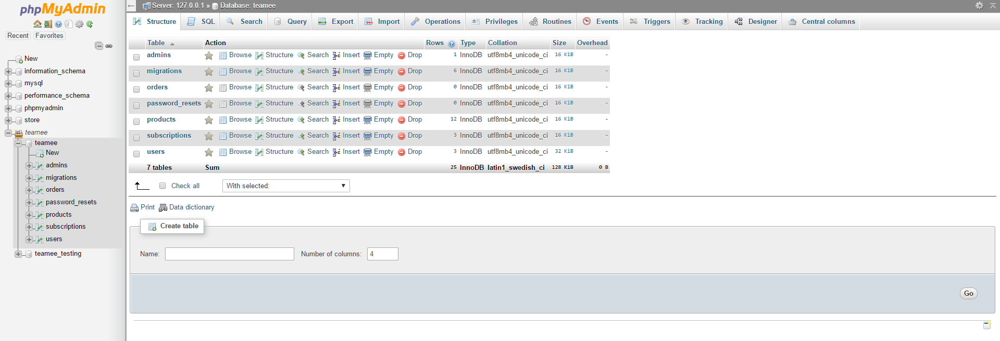 phpMyAdmin
Recent Favorites
New
information_schema
mysql
performance_schema
phpmyadmin
store
teamee
teamee
New
admins
migrations
orders
password_resets
products
subscriptions
users
teamee_testing
Server: 127.0.0.1 » Database: teamee
Structure SQL Search Query Export Import Operations Privileges Routines Events Triggers Tracking Designer Central columns
Table Action Rows Type Collation Size Overhead
admins Browse Structure Search Insert Empty Drop 1 InnoDB utf8mb4_unicode_ci 16 KiB -
migrations Browse Structure Search Insert Empty Drop 6 InnoDB utf8mb4_unicode_ci 16 KiB -
orders Browse Structure Search Insert Empty Drop 0 InnoDB utf8mb4_unicode_ci 16 KiB -
password_resets Browse Structure Search Insert Empty Drop 0 InnoDB utf8mb4_unicode_ci 16 KiB -
products Browse Structure Search Insert Empty Drop 12 InnoDB utf8mb4_unicode_ci 16 KiB -
subscriptions Browse Structure Search Insert Empty Drop 3 InnoDB utf8mb4_unicode_ci 16 KiB -
users Browse Structure Search Insert Empty Drop 3 InnoDB utf8mb4_unicode_ci 32 KiB -
7 tables Sum 25 InnoDB latin1_swedish_ci 128 KiB 0 B
Check all With selected:
Print Data dictionary
Create table
Name: Number of columns: 4
Go